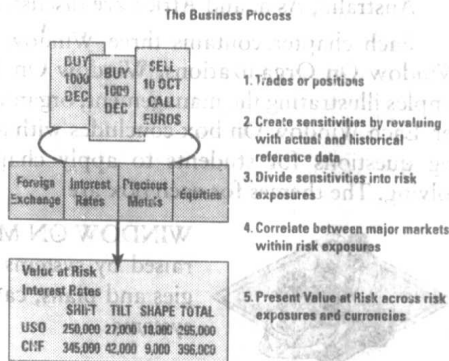 The Business Process
BUY
100
DEC
BUY
100
DEC
SELL
10 OCT
CALL
EUROS
1. Trades or positions
2. Create sensitivities by revaluing
with actual and historical
reference data
3. Divide sensitivities into risk
exposures
4. Correlate between major markets
within risk exposures
5. Present Value at Risk across risk
exposures and currencies
Foreign
Exchange
Interest
Rates
Precious
Metals
Equities
Value at Risk
Interest Rates
SHIFT TILT SHAPE TOTAL
USD 250,000 27,000 18,000 295,000
CHF 345,000 42,000 9,000 396,000